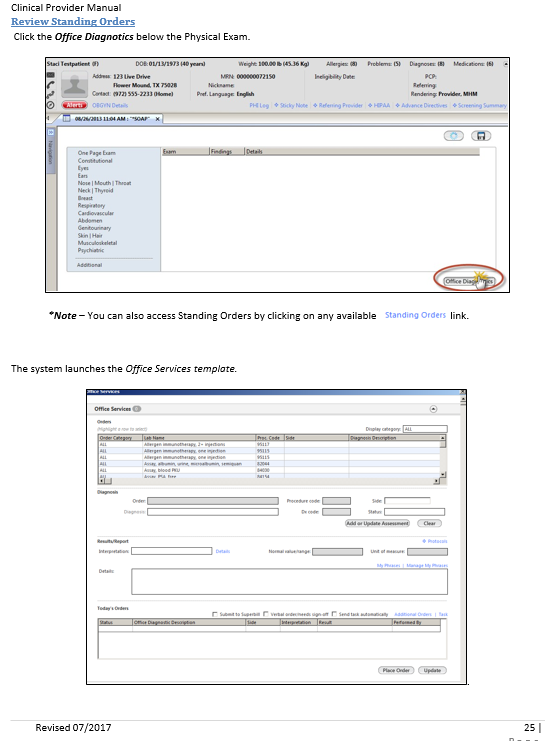 Clinical Provider Manual
Review Standing Orders
Click the Office Diagnotics below the Physical Exam.
Staci Testpatient (F) DOB: 01/13/1973 (40 years) Weight: 100.00 lb (45.36 Kg) Allergies: (8) Problems: (5) Diagnoses: (8) Medications: (6)
Address: 123 Live Drive MRN: 000000072150 Ineligibility Date: PCP:
Flower Mound, TX 75028 Nickname: Referring:
Contact: (972) 555-2233 (Home) Pref. Language: English Rendering: Provider, MHM
Alerts OBGYN Details PHI Log Sticky Note Referring Provider HIPAA Advance Directives Screening Summary
08/26/2013 11:04 AM : "SOAP" X
Navigation
Exam Findings Details
One Page Exam
Constitutional
Eyes
Ears
Nose | Mouth | Throat
Neck | Thyroid
Breast
Respiratory
Cardiovascular
Abdomen
Genitourinary
Skin | Hair
Musculoskeletal
Psychiatric
Additional
Office Diagnostics
*Note – You can also access Standing Orders by clicking on any available Standing Orders link.
The system launches the Office Services template.
Office Services
Office Services
Orders
(Highlight a row to select) Display category: ALL
Order Category Lab Name Proc. Code Side Diagnosis Description
ALL Allergen immunotherapy, 2+ injections 95117
ALL Allergen immunotherapy, one injection 95115
ALL Allergen immunotherapy, one injection 95115
ALL Assay, albumin, urine, microalbumin, semiquan 82044
ALL Assay, blood PKU 84030
ALL Assay, PSA, free 84154
Diagnosis
Order: Procedure code: Side:
Diagnosis: Dx code: Status:
Add or Update Assessment Clear
Results/Report Protocols
Interpretation: Details Normal value/range: Unit of measure:
My Phrases | Manage My Phrases
Details:
Today's Orders
Submit to Superbill Verbal order/needs sign-off Send task automatically Additional Orders | Task
Status Office Diagnostic Description Side Interpretation Result Performed By
Place Order Update
Revised 07/2017 25 |